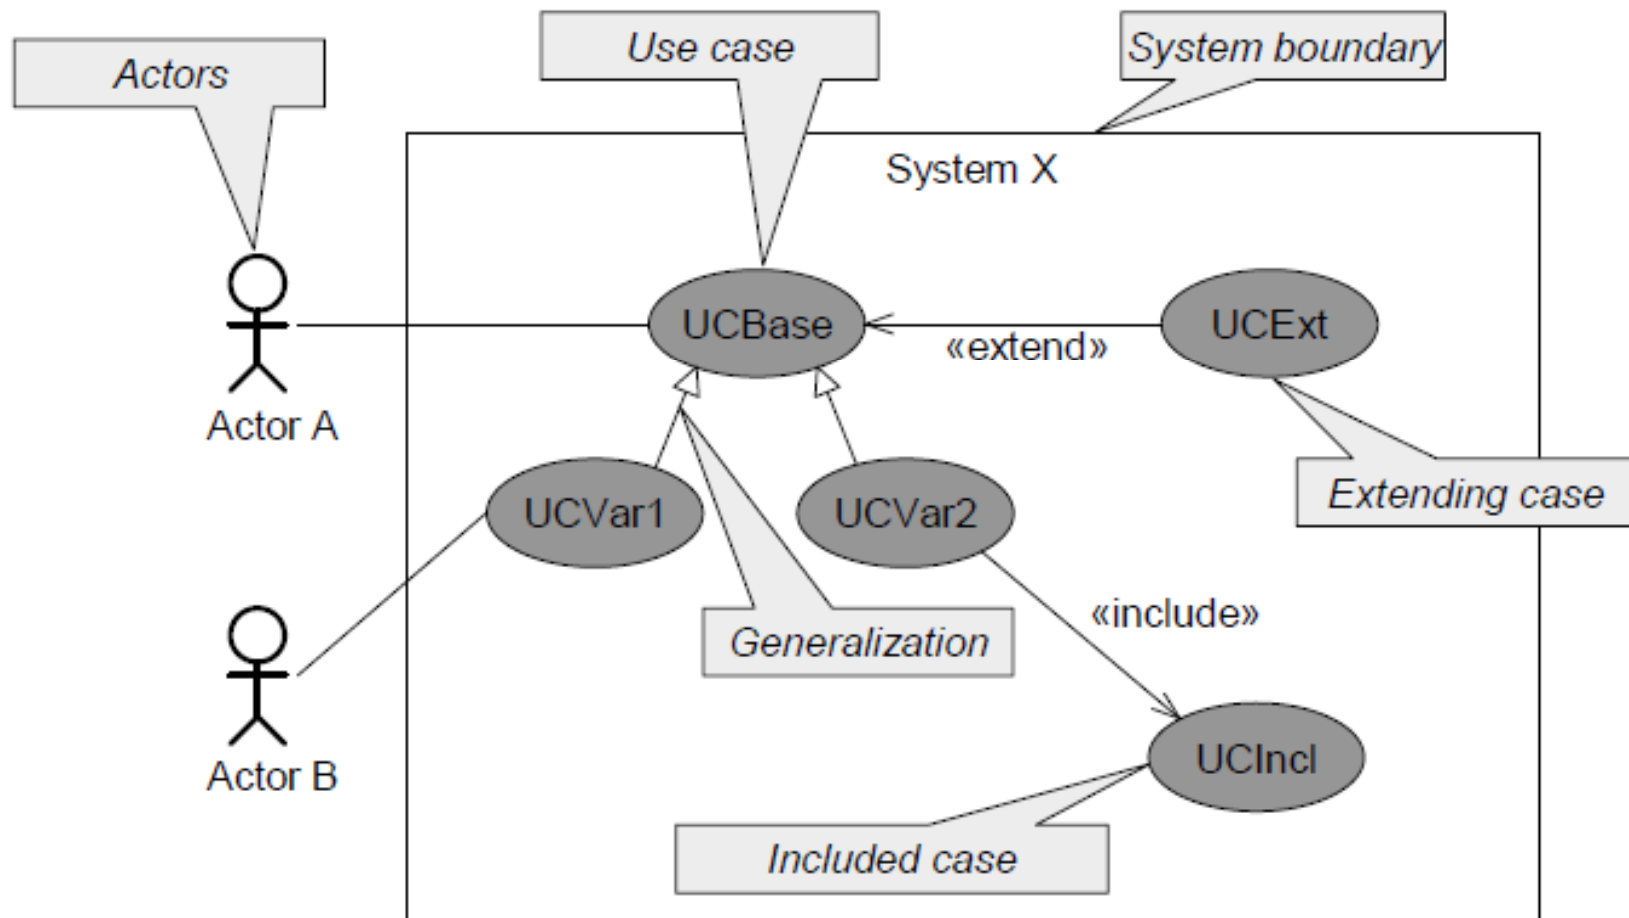 Use case
System boundary
Actors
System X
UCBase
UCExt
«extend»
Actor A
Extending case
UCVar1
UCVar2
«include»
Generalization
UCIncl
Actor B
Included case